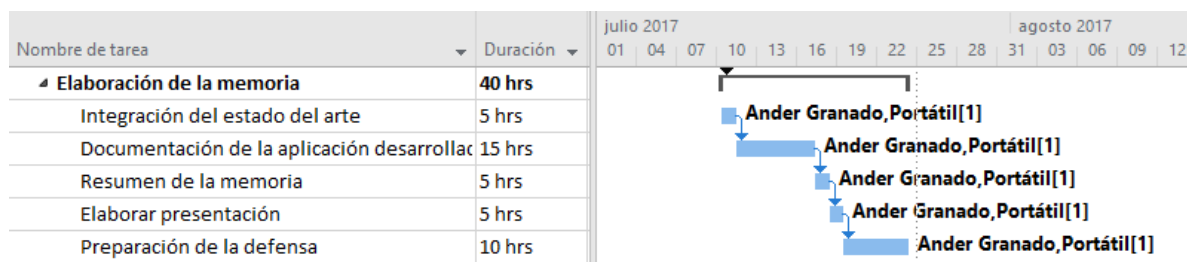 julio 2017 agosto 2017
Nombre de tarea Duración 01 04 07 10 13 16 19 22 25 28 31 03 06 09 12
Elaboración de la memoria 40 hrs
Integración del estado del arte 5 hrs Ander Granado,Portátil[1]
Documentación de la aplicación desarrollac 15 hrs Ander Granado,Portátil[1]
Resumen de la memoria 5 hrs Ander Granado,Portátil[1]
Elaborar presentación 5 hrs Ander Granado,Portátil[1]
Preparación de la defensa 10 hrs Ander Granado,Portátil[1]